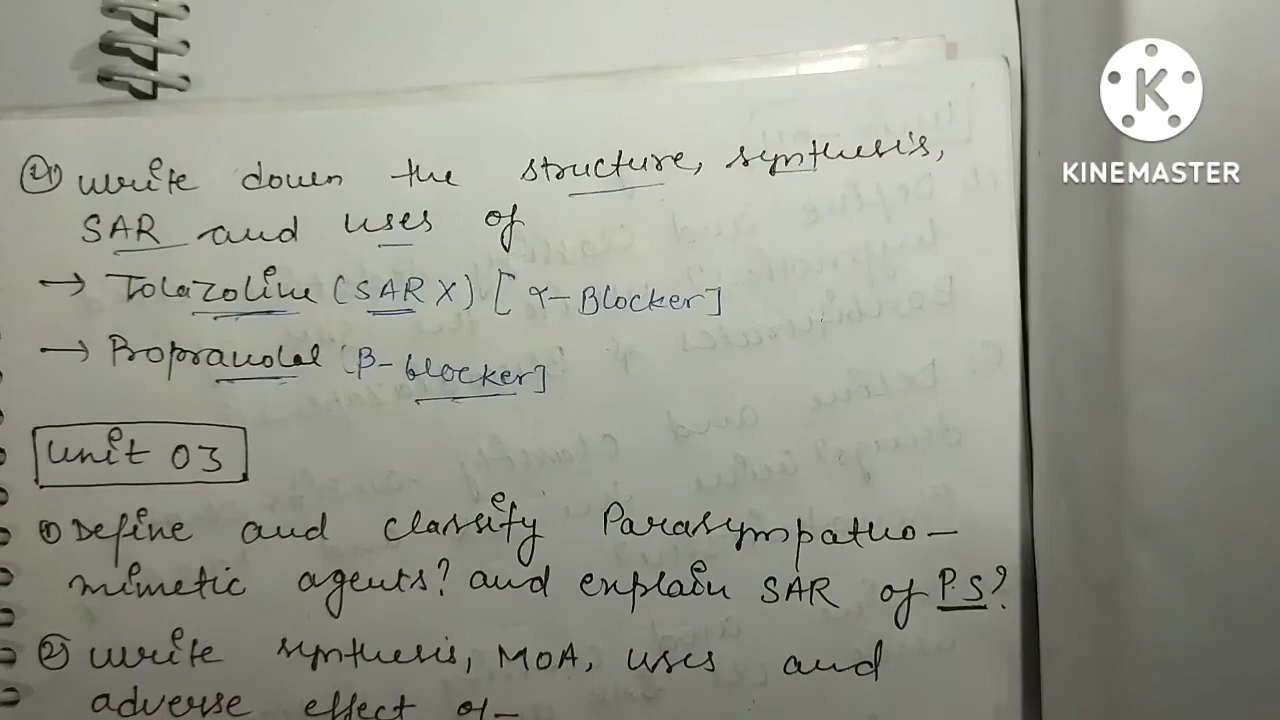 ④ write down the structure, synthesis,
SAR and uses of
→ Tolazoline (SAR X) [α-Blocker]
→ Propranolol [β-blocker]
Unit 03
① Define and classify Parasympatho-
mimetic agents? and explain SAR of P.S?
② write synthesis, MOA, uses and
adverse effect of-
K
KINEMASTER